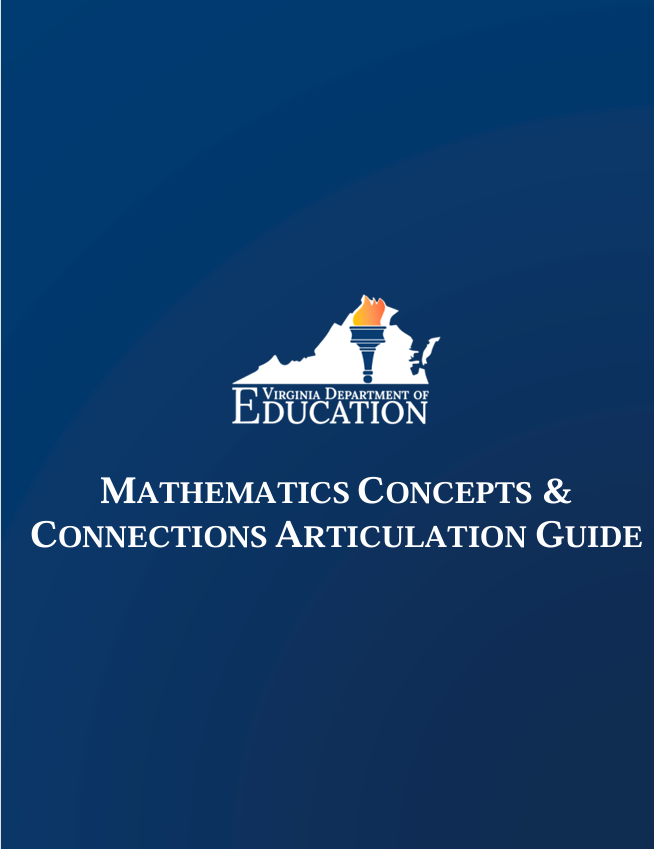 VIRGINIA DEPARTMENT OF
EDUCATION
MATHEMATICS CONCEPTS &
CONNECTIONS ARTICULATION GUIDE